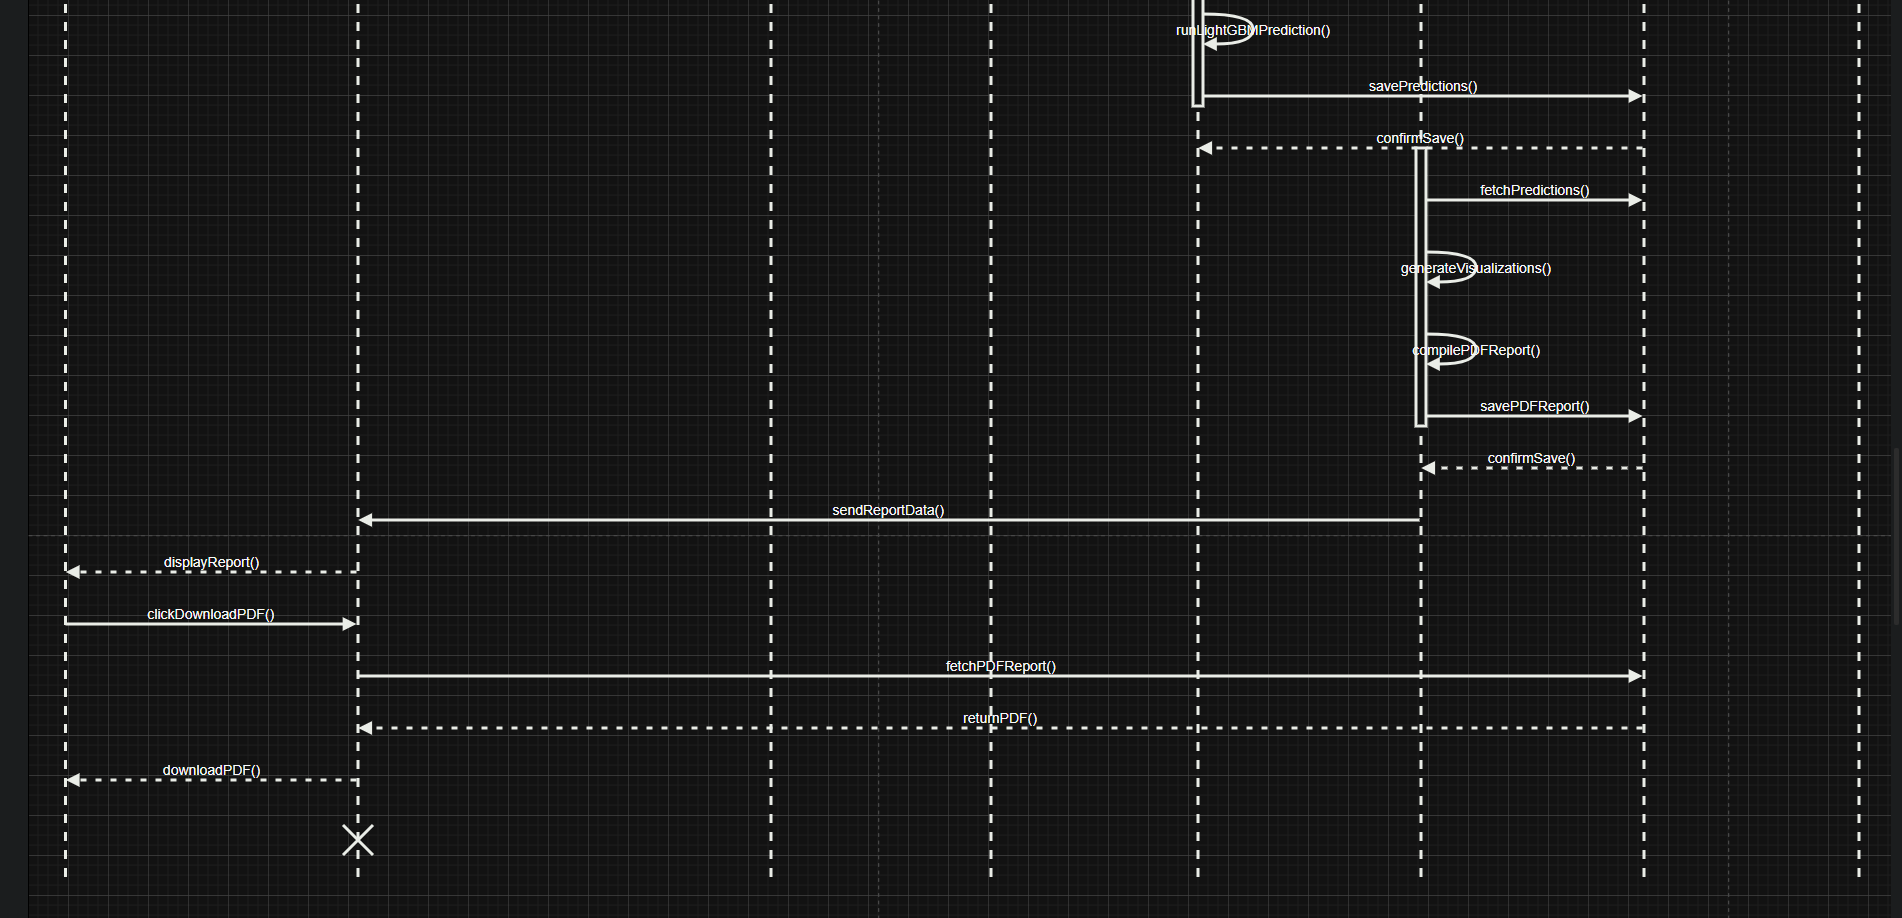 runLightGBMPrediction()
savePredictions()
confirmSave()
fetchPredictions()
generateVisualizations()
compilePDFReport()
savePDFReport()
confirmSave()
sendReportData()
displayReport()
clickDownloadPDF()
fetchPDFReport()
returnPDF()
downloadPDF()